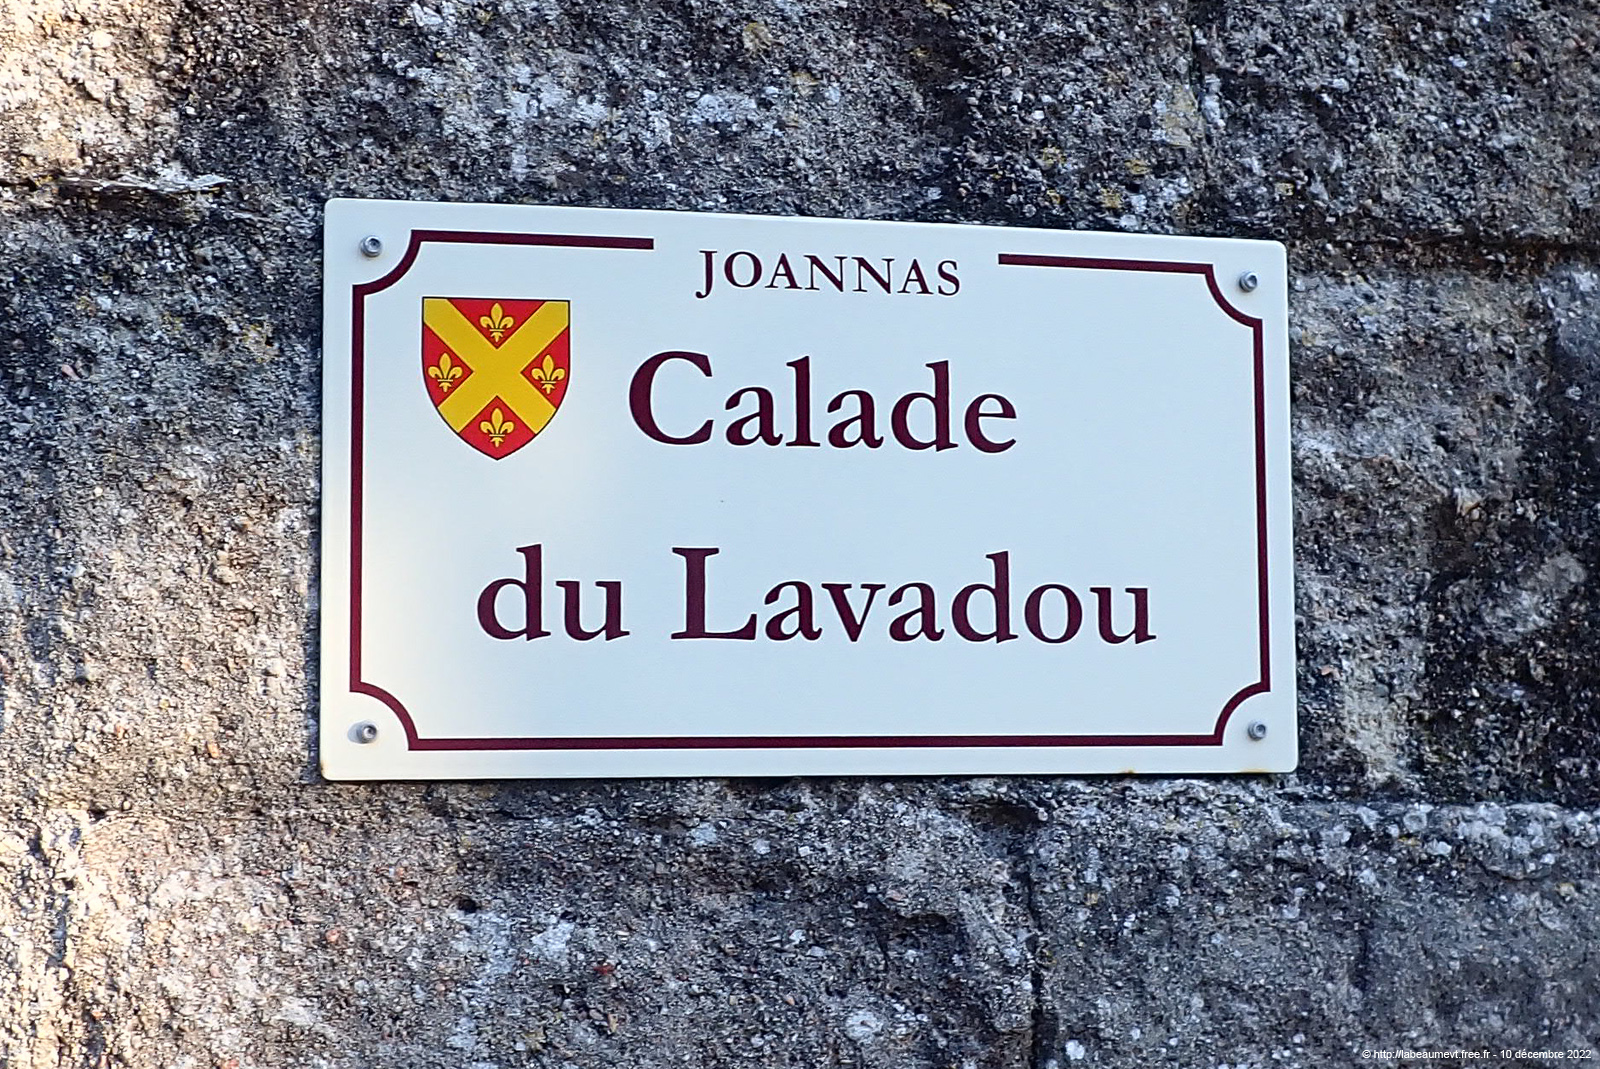 JOANNAS
Calade
du Lavadou
© http://labeaumevt.free.fr - 10 décembre 2022